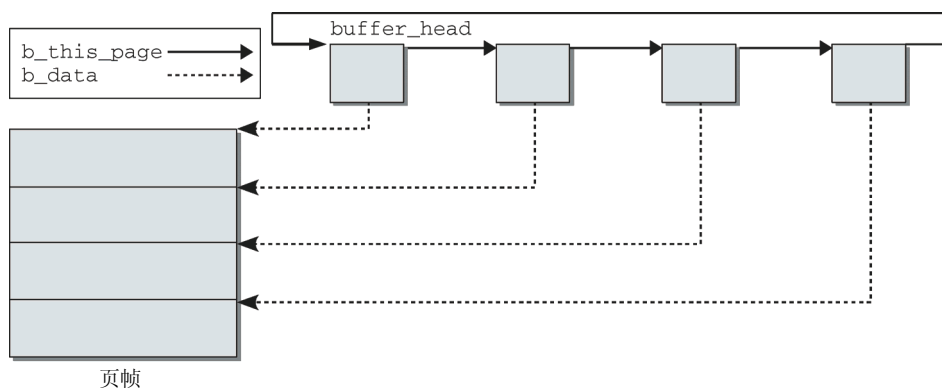 buffer_head
b_this_page
b_data
页帧